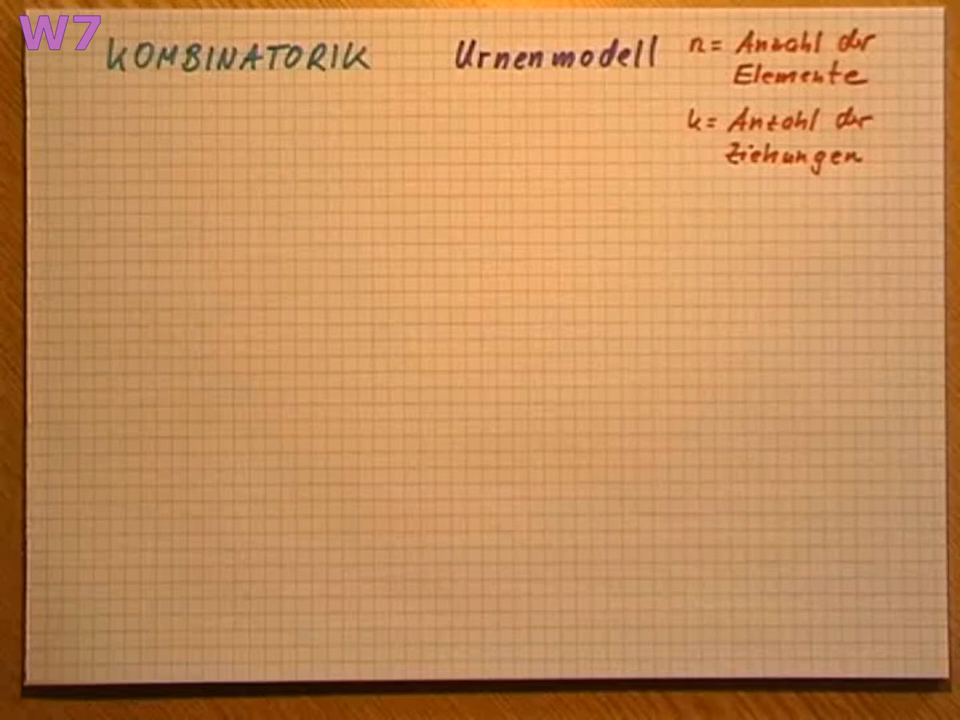 W7
KOMBINATORIK Urnenmodell n = Anzahl der
Elemente
k = Anzahl der
Ziehungen